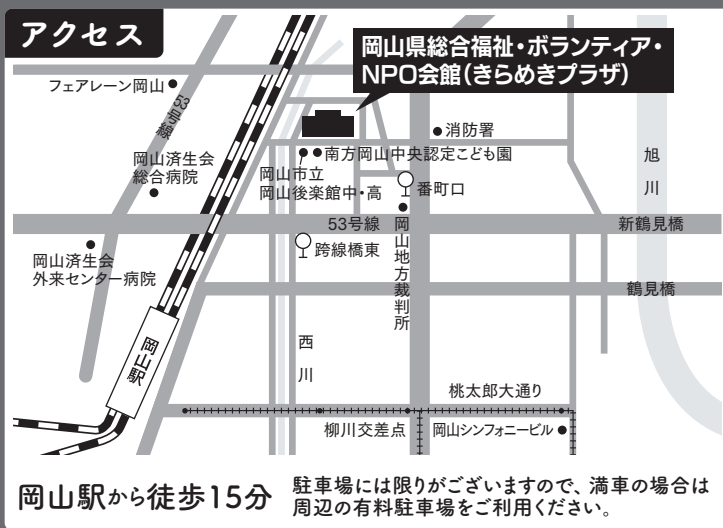 アクセス
岡山県総合福祉・ボランティア・
NPO会館(きらめきプラザ)
フェアレーン岡山
53号線
消防署
南方岡山中央認定こども園
岡山済生会
総合病院
岡山市立
岡山後楽館中・高
番町口
旭川
53号線
新鶴見橋
岡山済生会
外来センター病院
跨線橋東
岡山地方裁判所
鶴見橋
岡山駅
西川
桃太郎大通り
柳川交差点
岡山シンフォニービル
岡山駅から徒歩15分
駐車場には限りがございますので、満車の場合は
周辺の有料駐車場をご利用ください。